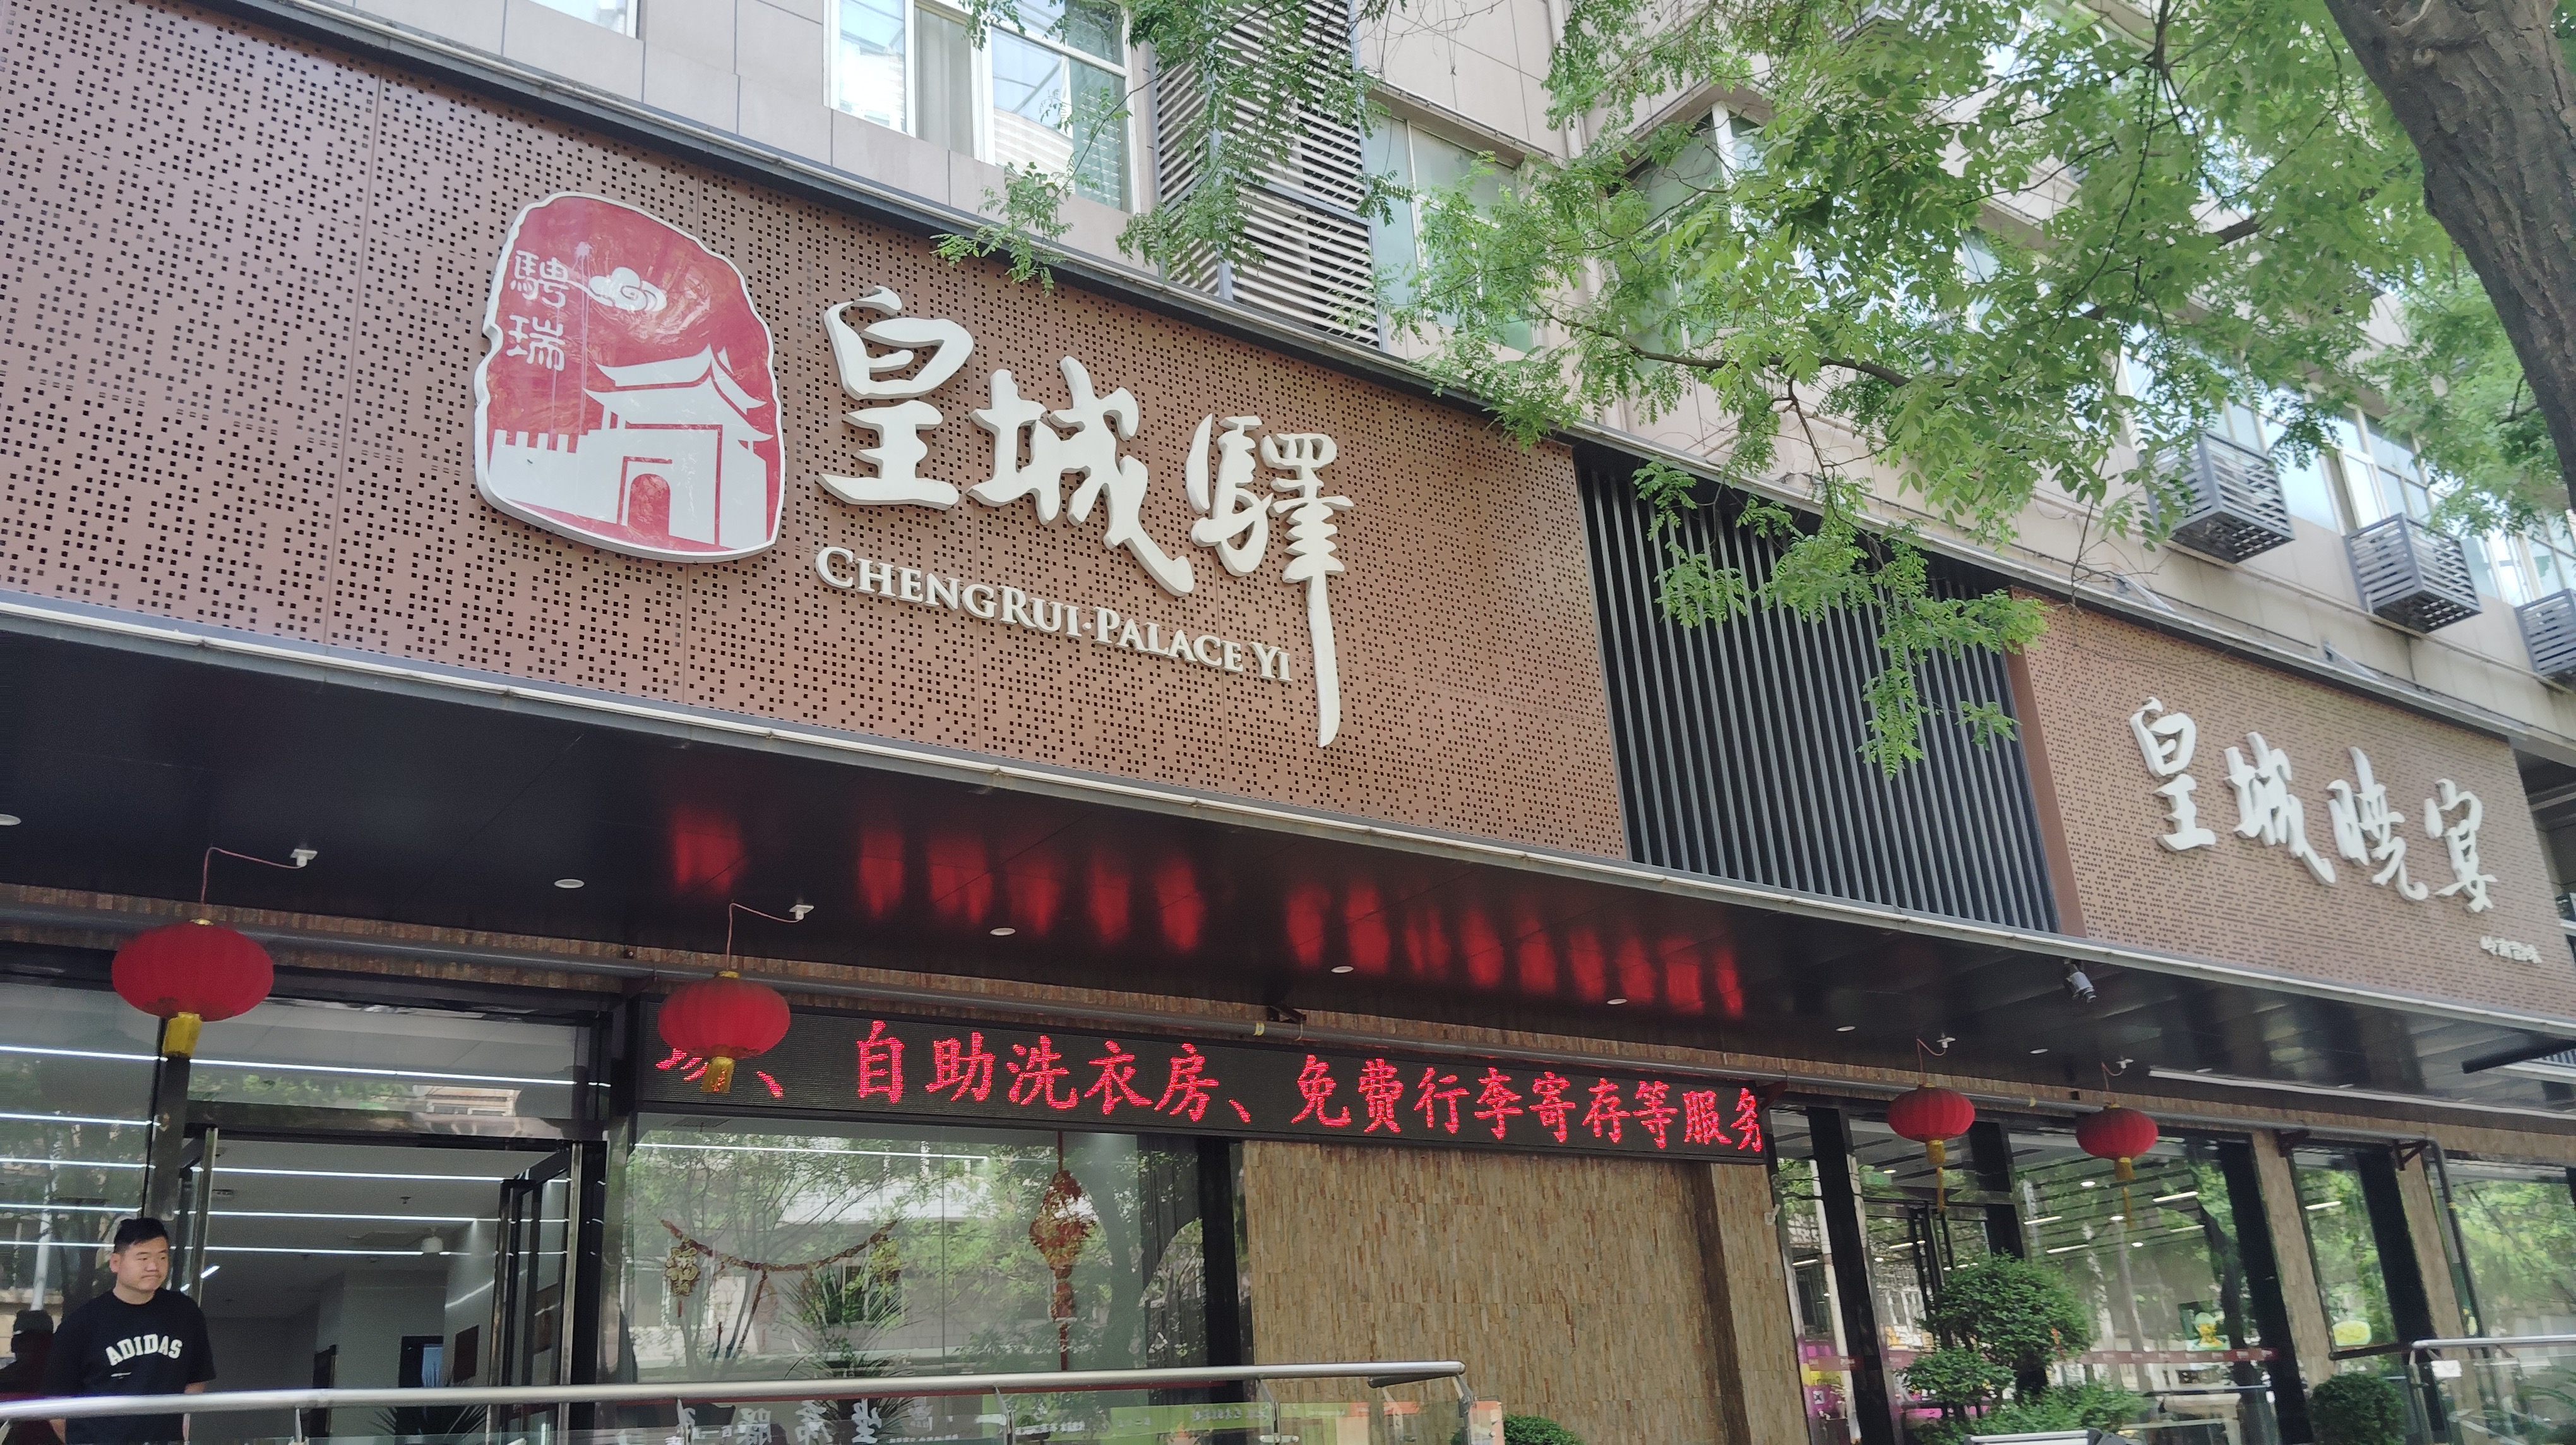 騁瑞
皇城驛
CHENGRUI·PALACE YI
皇城曉宴
、自助洗衣房、免费行李寄存等服务
ADIDAS